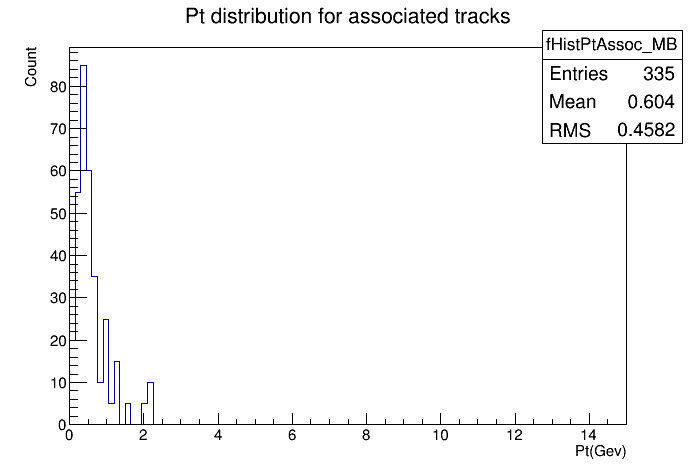 Pt distribution for associated tracks
fHistPtAssoc_MB
Entries 335
Mean 0.604
RMS 0.4582
Count
80
70
60
50
40
30
20
10
0
0 2 4 6 8 10 12 14
Pt(Gev)